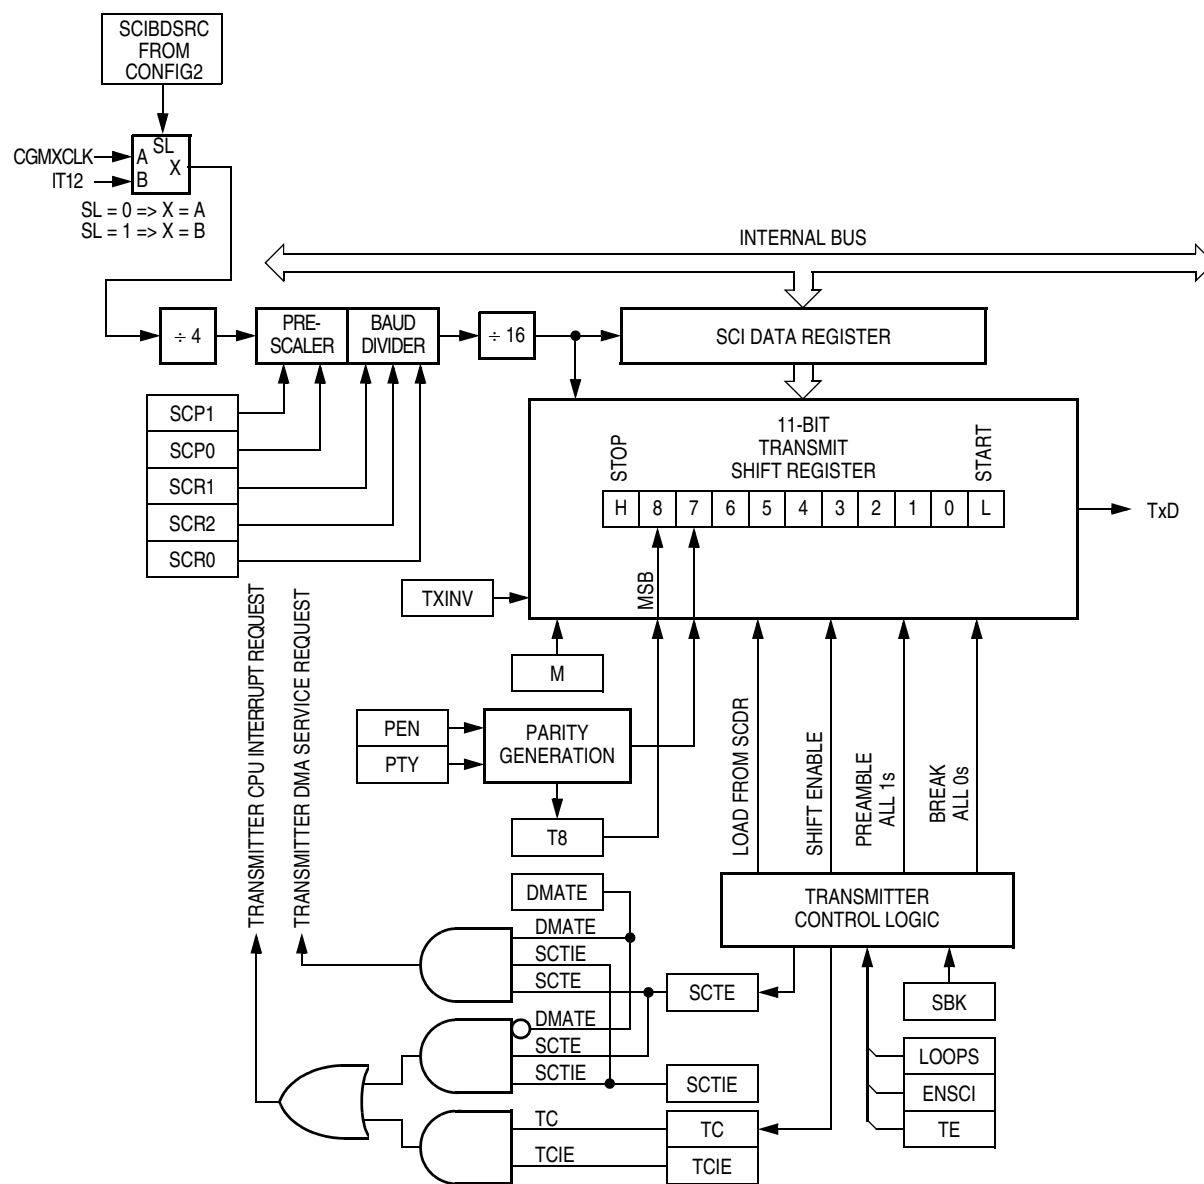 SCIBDSRC
FROM
CONFIG2
SL
CGMXCLK
A
X
IT12
B
SL = 0 => X = A
SL = 1 => X = B
INTERNAL BUS
÷ 4
PRE-
SCALER
BAUD
DIVIDER
÷ 16
SCI DATA REGISTER
SCP1
SCP0
SCR1
SCR2
SCR0
11-BIT
TRANSMIT
SHIFT REGISTER
STOP
START
H 8 7 6 5 4 3 2 1 0 L
TxD
MSB
TXINV
M
PEN
PTY
PARITY
GENERATION
T8
TRANSMITTER CPU INTERRUPT REQUEST
TRANSMITTER DMA SERVICE REQUEST
LOAD FROM SCDR
SHIFT ENABLE
PREAMBLE
ALL 1s
BREAK
ALL 0s
TRANSMITTER
CONTROL LOGIC
DMATE
DMATE
SCTIE
SCTE
SCTE
DMATE
SCTE
SCTIE
SCTIE
TC
TC
TCIE
TCIE
SBK
LOOPS
ENSCI
TE